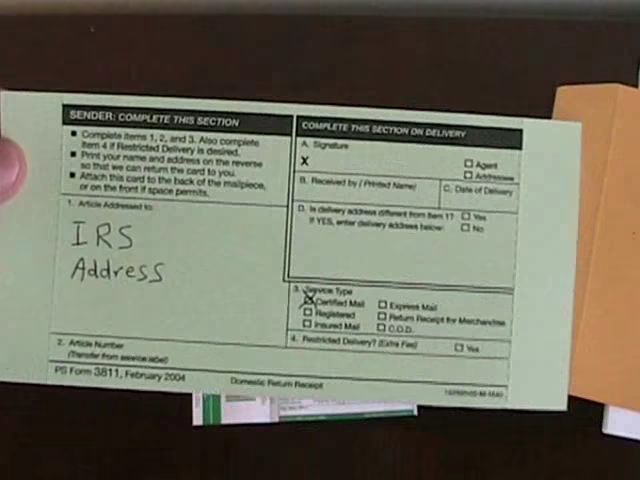 SENDER: COMPLETE THIS SECTION
■ Complete items 1, 2, and 3. Also complete
item 4 if Restricted Delivery is desired.
■ Print your name and address on the reverse
so that we can return the card to you.
■ Attach this card to the back of the mailpiece,
or on the front if space permits.
1. Article Addressed to:
IRS
Address
2. Article Number
(Transfer from service label)
PS Form 3811, February 2004
Domestic Return Receipt
COMPLETE THIS SECTION ON DELIVERY
A. Signature
X
Agent
Addressee
B. Received by (Printed Name)
C. Date of Delivery
D. Is delivery address different from item 1? Yes
If YES, enter delivery address below: No
3. Service Type
Certified Mail Express Mail
Registered Return Receipt for Merchandise
Insured Mail C.O.D.
4. Restricted Delivery? (Extra Fee) Yes